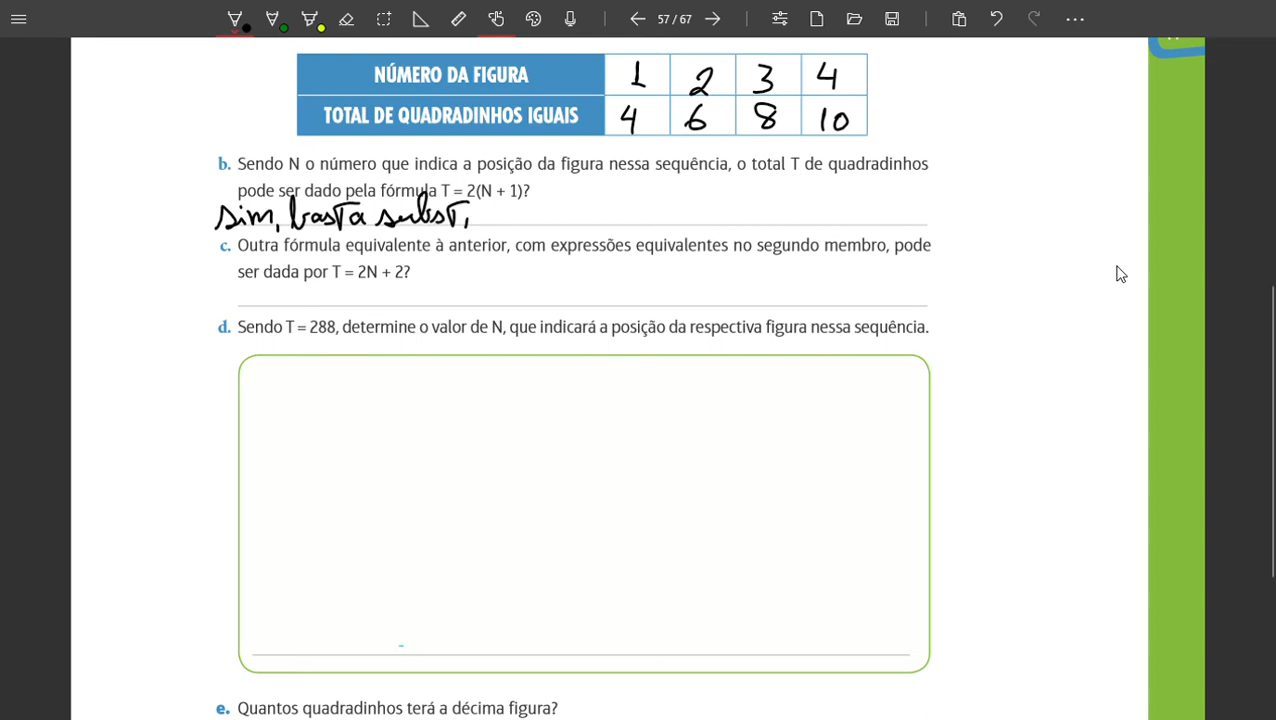 57 / 67
NÚMERO DA FIGURA 1 2 3 4
TOTAL DE QUADRADINHOS IGUAIS 4 6 8 10
b. Sendo N o número que indica a posição da figura nessa sequência, o total T de quadradinhos
pode ser dado pela fórmula T = 2(N + 1)?
sim, basta subst,
c. Outra fórmula equivalente à anterior, com expressões equivalentes no segundo membro, pode
ser dada por T = 2N + 2?
d. Sendo T = 288, determine o valor de N, que indicará a posição da respectiva figura nessa sequência.
e. Quantos quadradinhos terá a décima figura?